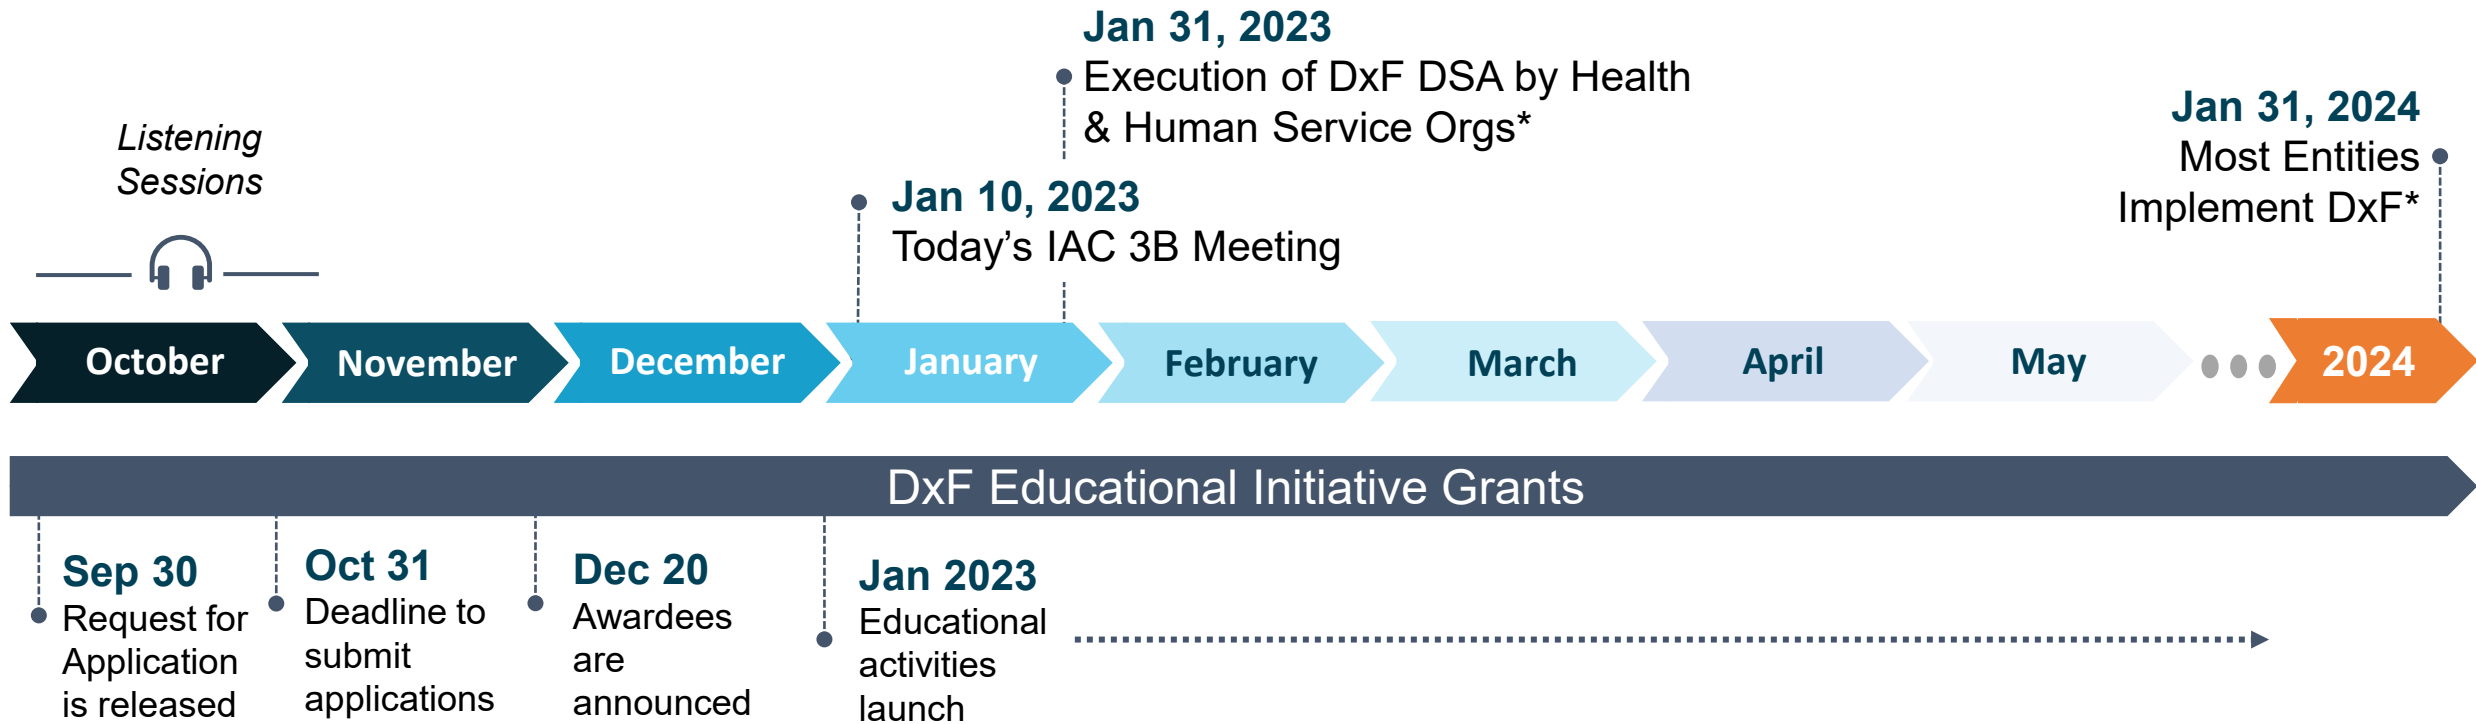 Jan 31, 2023
Execution of DxF DSA by Health
& Human Service Orgs*
Listening
Sessions
Jan 10, 2023
Today’s IAC 3B Meeting
Jan 31, 2024
Most Entities
Implement DxF*
October
November
December
January
February
March
April
May
2024
DxF Educational Initiative Grants
Sep 30
Request for
Application
is released
Oct 31
Deadline to
submit
applications
Dec 20
Awardees
are
announced
Jan 2023
Educational
activities
launch